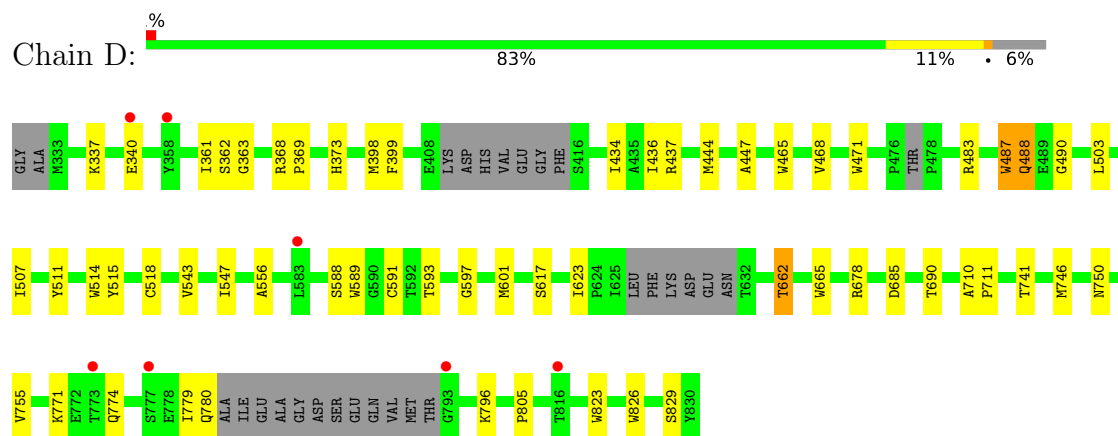 .%
Chain D:
83% 11% • 6%
GLY ALA M333 K337 E340 Y358 I361 S362 G363 R368 P369 H373 M398 F399 E408 LYS ASP HIS VAL GLU GLY PHE S416 I434 A435 I436 R437 M444 A447 W465 V468 W471 P476 THR P478 R483 W487 Q488 E489 G490 L503
I507 Y511 W514 Y515 C518 V543 I547 A556 L583 S588 W589 G590 C591 T592 T593 G597 M601 S617 I623 P624 I625 LEU PHE LYS ASP GLU ASN T632 T662 W665 R678 D685 T690 A710 P711 T741 M746 N750
V755 K771 E772 T773 Q774 S777 E778 I779 Q780 ALA ILE GLU ALA GLY ASP SER GLU GLN VAL MET THR G793 K796 P805 T816 W823 W826 S829 Y830